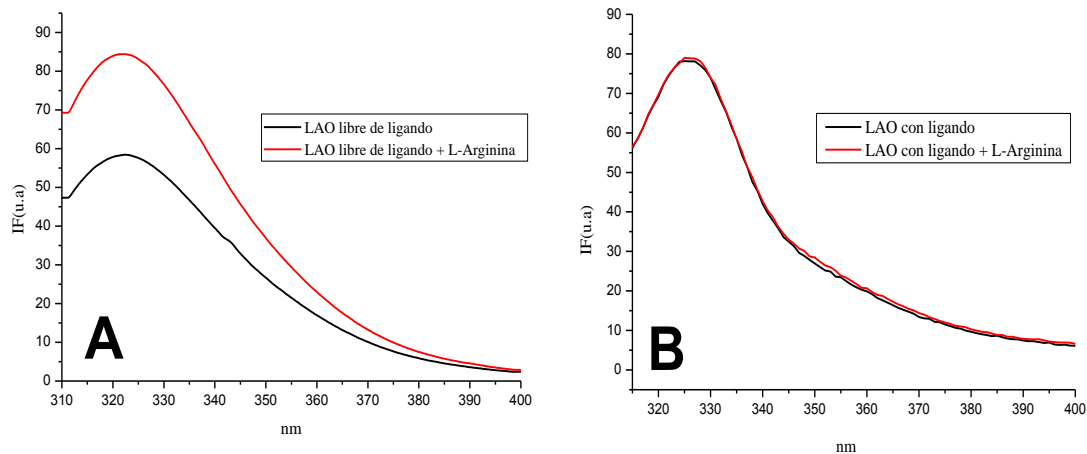 90
80
70
60
50
40
30
20
10
0
IF(u.a)
LAO libre de ligando
LAO libre de ligando + L-Arginina
A
310 320 330 340 350 360 370 380 390 400
nm
90
80
70
60
50
40
30
20
10
0
IF(u.a)
LAO con ligando
LAO con ligando + L-Arginina
B
320 330 340 350 360 370 380 390 400
nm